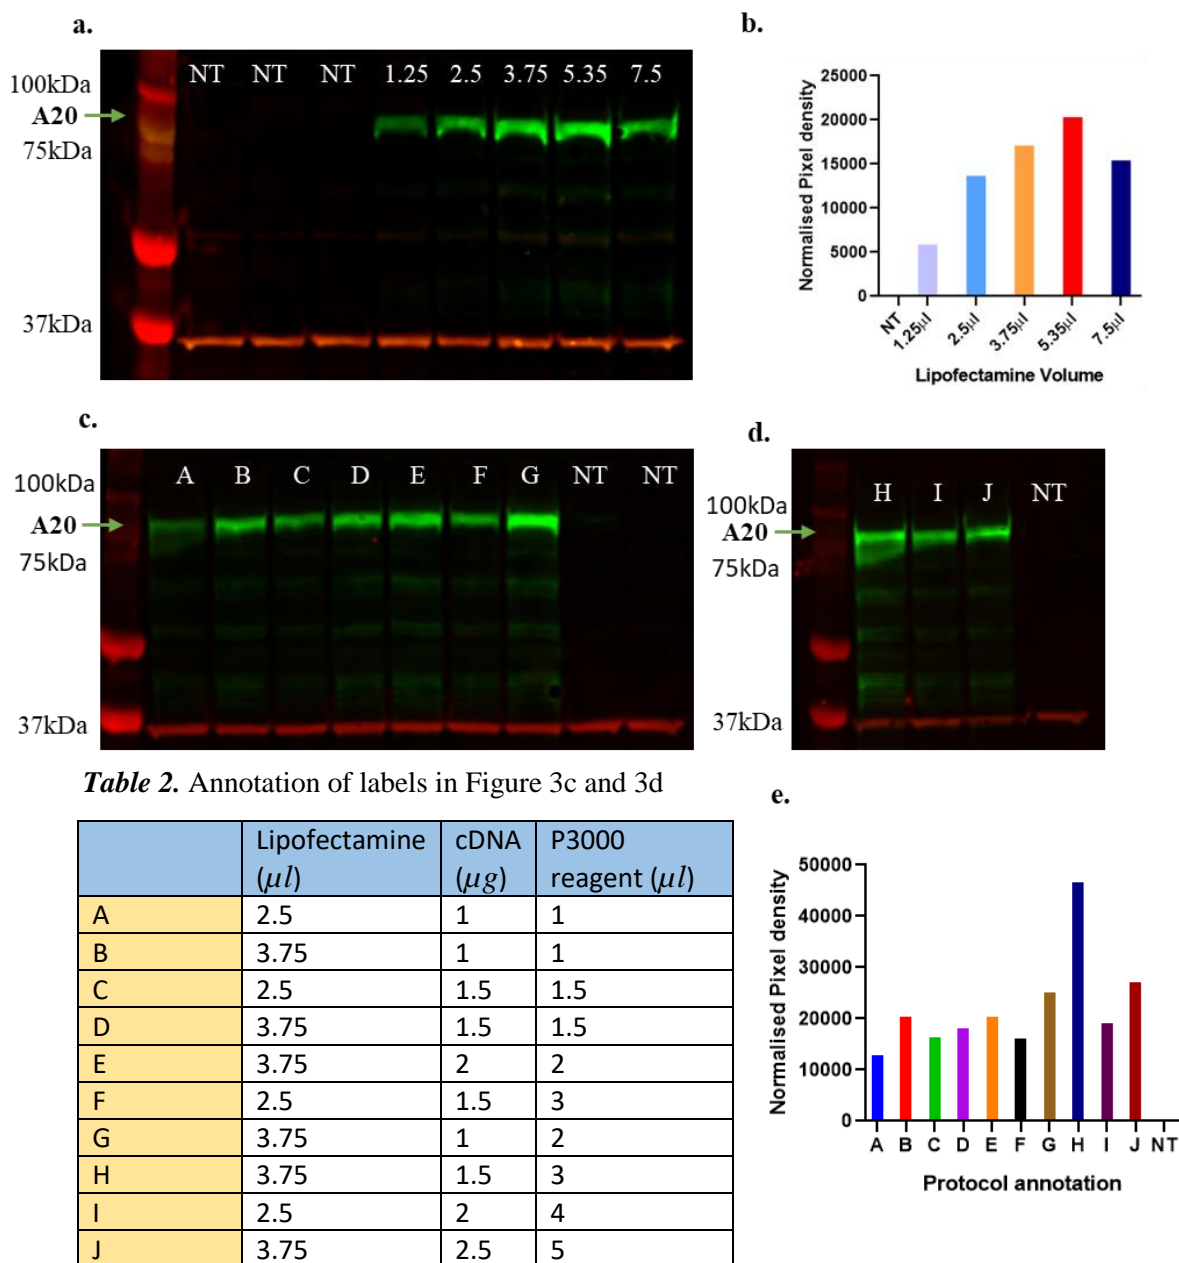 a.
NT NT NT 1.25 2.5 3.75 5.35 7.5
100kDa
A20
75kDa
37kDa
b.
Normalised Pixel density
25000
20000
15000
10000
5000
0
NT 1.25µl 2.5µl 3.75µl 5.35µl 7.5µl
Lipofectamine Volume
c.
A B C D E F G NT NT
100kDa
A20
75kDa
37kDa
d.
H I J NT
100kDa
A20
75kDa
37kDa
Table 2. Annotation of labels in Figure 3c and 3d
Lipofectamine (µl) cDNA (µg) P3000 reagent (µl)
A 2.5 1 1
B 3.75 1 1
C 2.5 1.5 1.5
D 3.75 1.5 1.5
E 3.75 2 2
F 2.5 1.5 3
G 3.75 1 2
H 3.75 1.5 3
I 2.5 2 4
J 3.75 2.5 5
e.
Normalised Pixel density
50000
40000
30000
20000
10000
0
A B C D E F G H I J NT
Protocol annotation